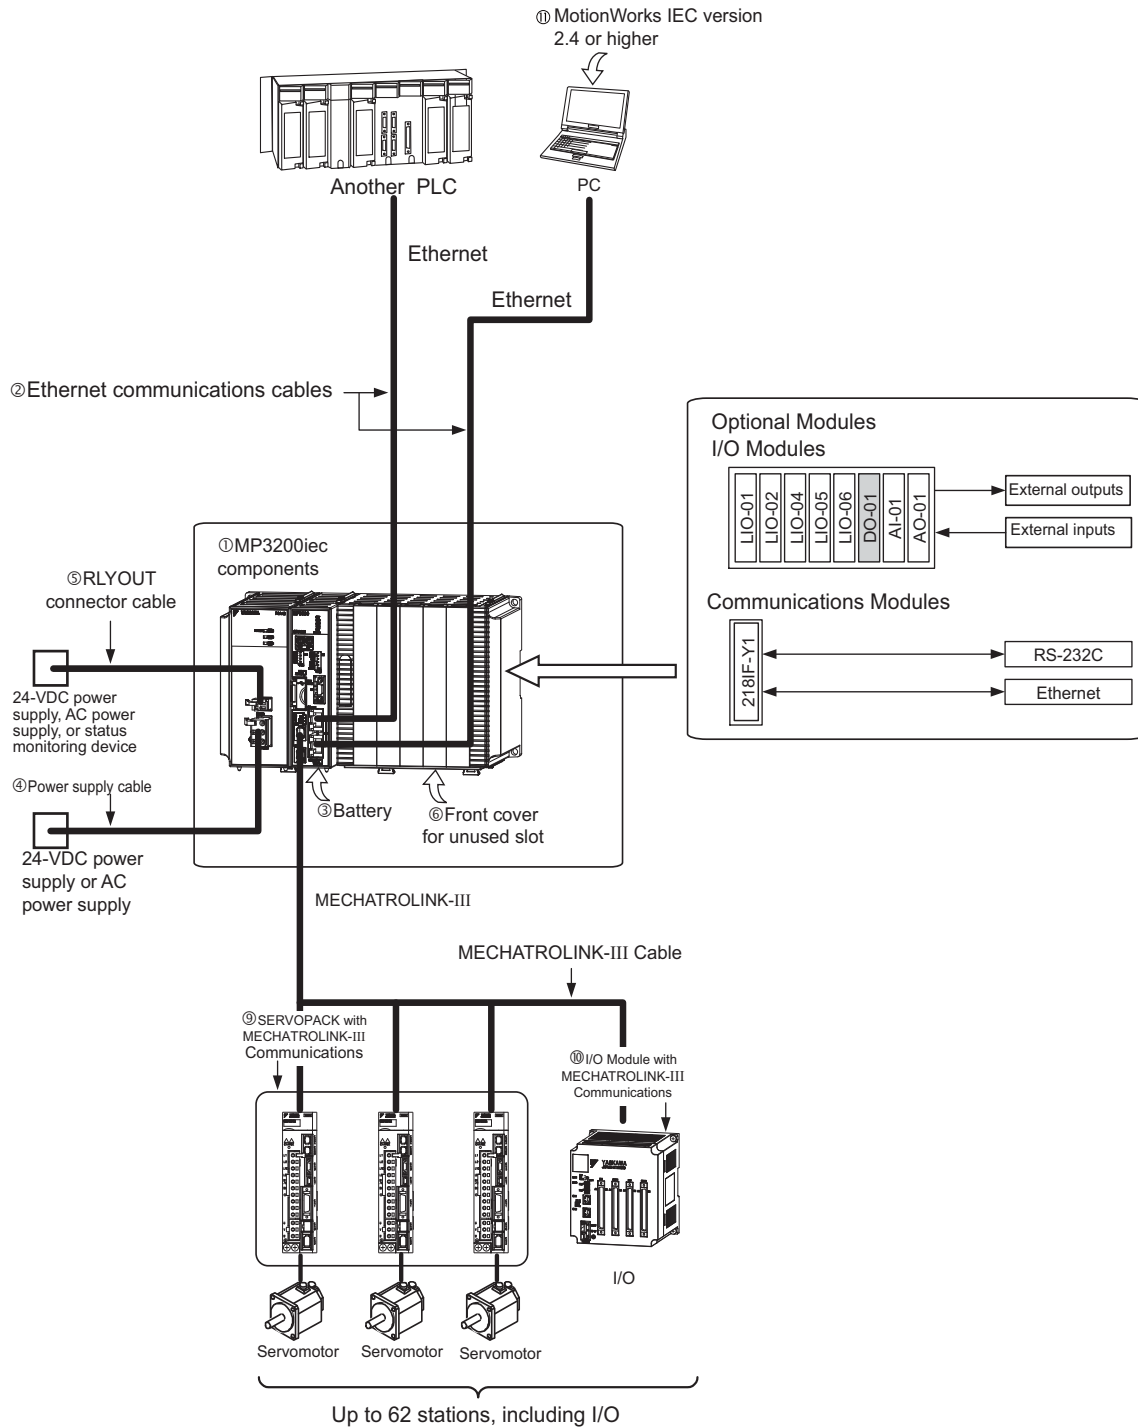 ⑪MotionWorks IEC version
2.4 or higher
Another PLC
PC
Ethernet
Ethernet
②Ethernet communications cables
Optional Modules
I/O Modules
LIO-01
LIO-02
LIO-04
LIO-05
LIO-06
DO-01
AI-01
AO-01
External outputs
External inputs
Communications Modules
218IF-Y1
RS-232C
Ethernet
①MP3200iec
components
⑤RLYOUT
connector cable
24-VDC power
supply, AC power
supply, or status
monitoring device
④Power supply cable
24-VDC power
supply or AC
power supply
③Battery
⑥Front cover
for unused slot
MECHATROLINK-III
MECHATROLINK-III Cable
⑨SERVOPACK with
MECHATROLINK-III
Communications
⑩I/O Module with
MECHATROLINK-III
Communications
YASKAWA
I/O
Servomotor
Servomotor
Servomotor
Up to 62 stations, including I/O